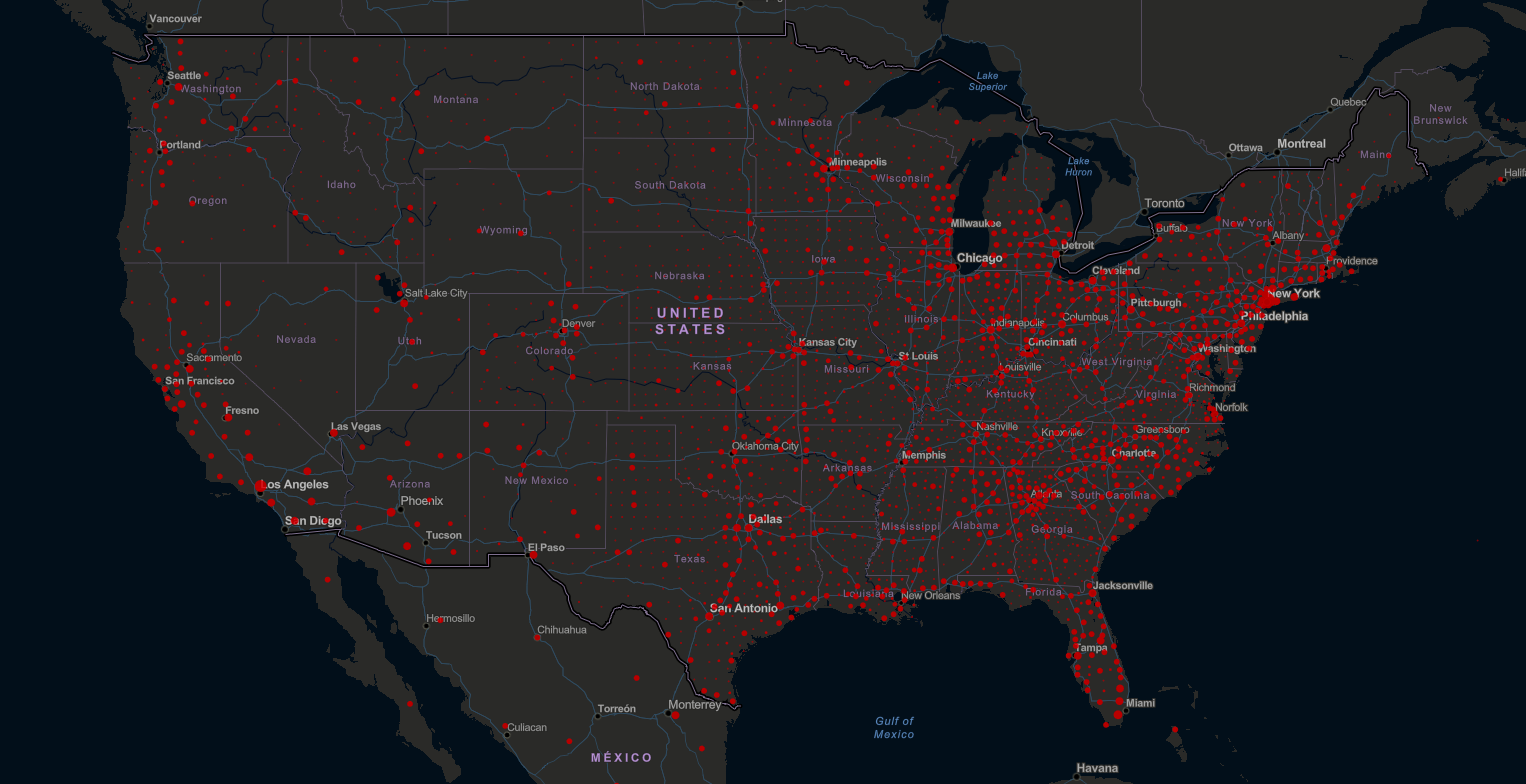 Vancouver
Seattle
Washington
Montana
North Dakota
Lake
Superior
Quebec
New
Brunswick
Minnesota
Portland
Ottawa
Montreal
Maine
Minneapolis
Wisconsin
Lake
Huron
Idaho
South Dakota
Oregon
Toronto
Wyoming
Milwaukee
Buffalo
New York
Albany
Detroit
Iowa
Chicago
Providence
Nebraska
Cleveland
Salt Lake City
New York
Pittsburgh
UNITED
STATES
Illinois
Indianapolis
Columbus
Philadelphia
Denver
Nevada
Utah
Colorado
Kansas City
Cincinnati
Washington
Sacramento
St Louis
Kansas
Missouri
Louisville
West Virginia
San Francisco
Richmond
Kentucky
Virginia
Fresno
Norfolk
Las Vegas
Nashville
Knoxville
Greensboro
Oklahoma City
Memphis
Charlotte
Arkansas
Los Angeles
Arizona
New Mexico
Atlanta
South Carolina
Phoenix
San Diego
Dallas
Mississippi
Alabama
Georgia
Tucson
El Paso
Texas
Jacksonville
Louisiana
New Orleans
Florida
San Antonio
Hermosillo
Chihuahua
Tampa
Torreón
Monterrey
Miami
Culiacan
Gulf of
Mexico
MÉXICO
Havana